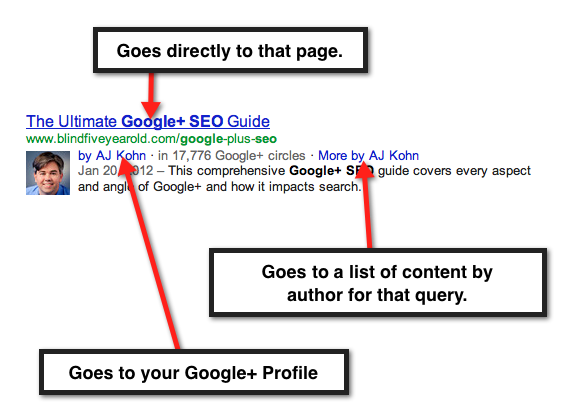 Goes directly to that page.
The Ultimate Google+ SEO Guide
www.blindfiveyearold.com/google-plus-seo
by AJ Kohn · in 17,776 Google+ circles · More by AJ Kohn
Jan 20, 2012 – This comprehensive Google+ SEO guide covers every aspect
and angle of Google+ and how it impacts search.
Goes to a list of content by
author for that query.
Goes to your Google+ Profile